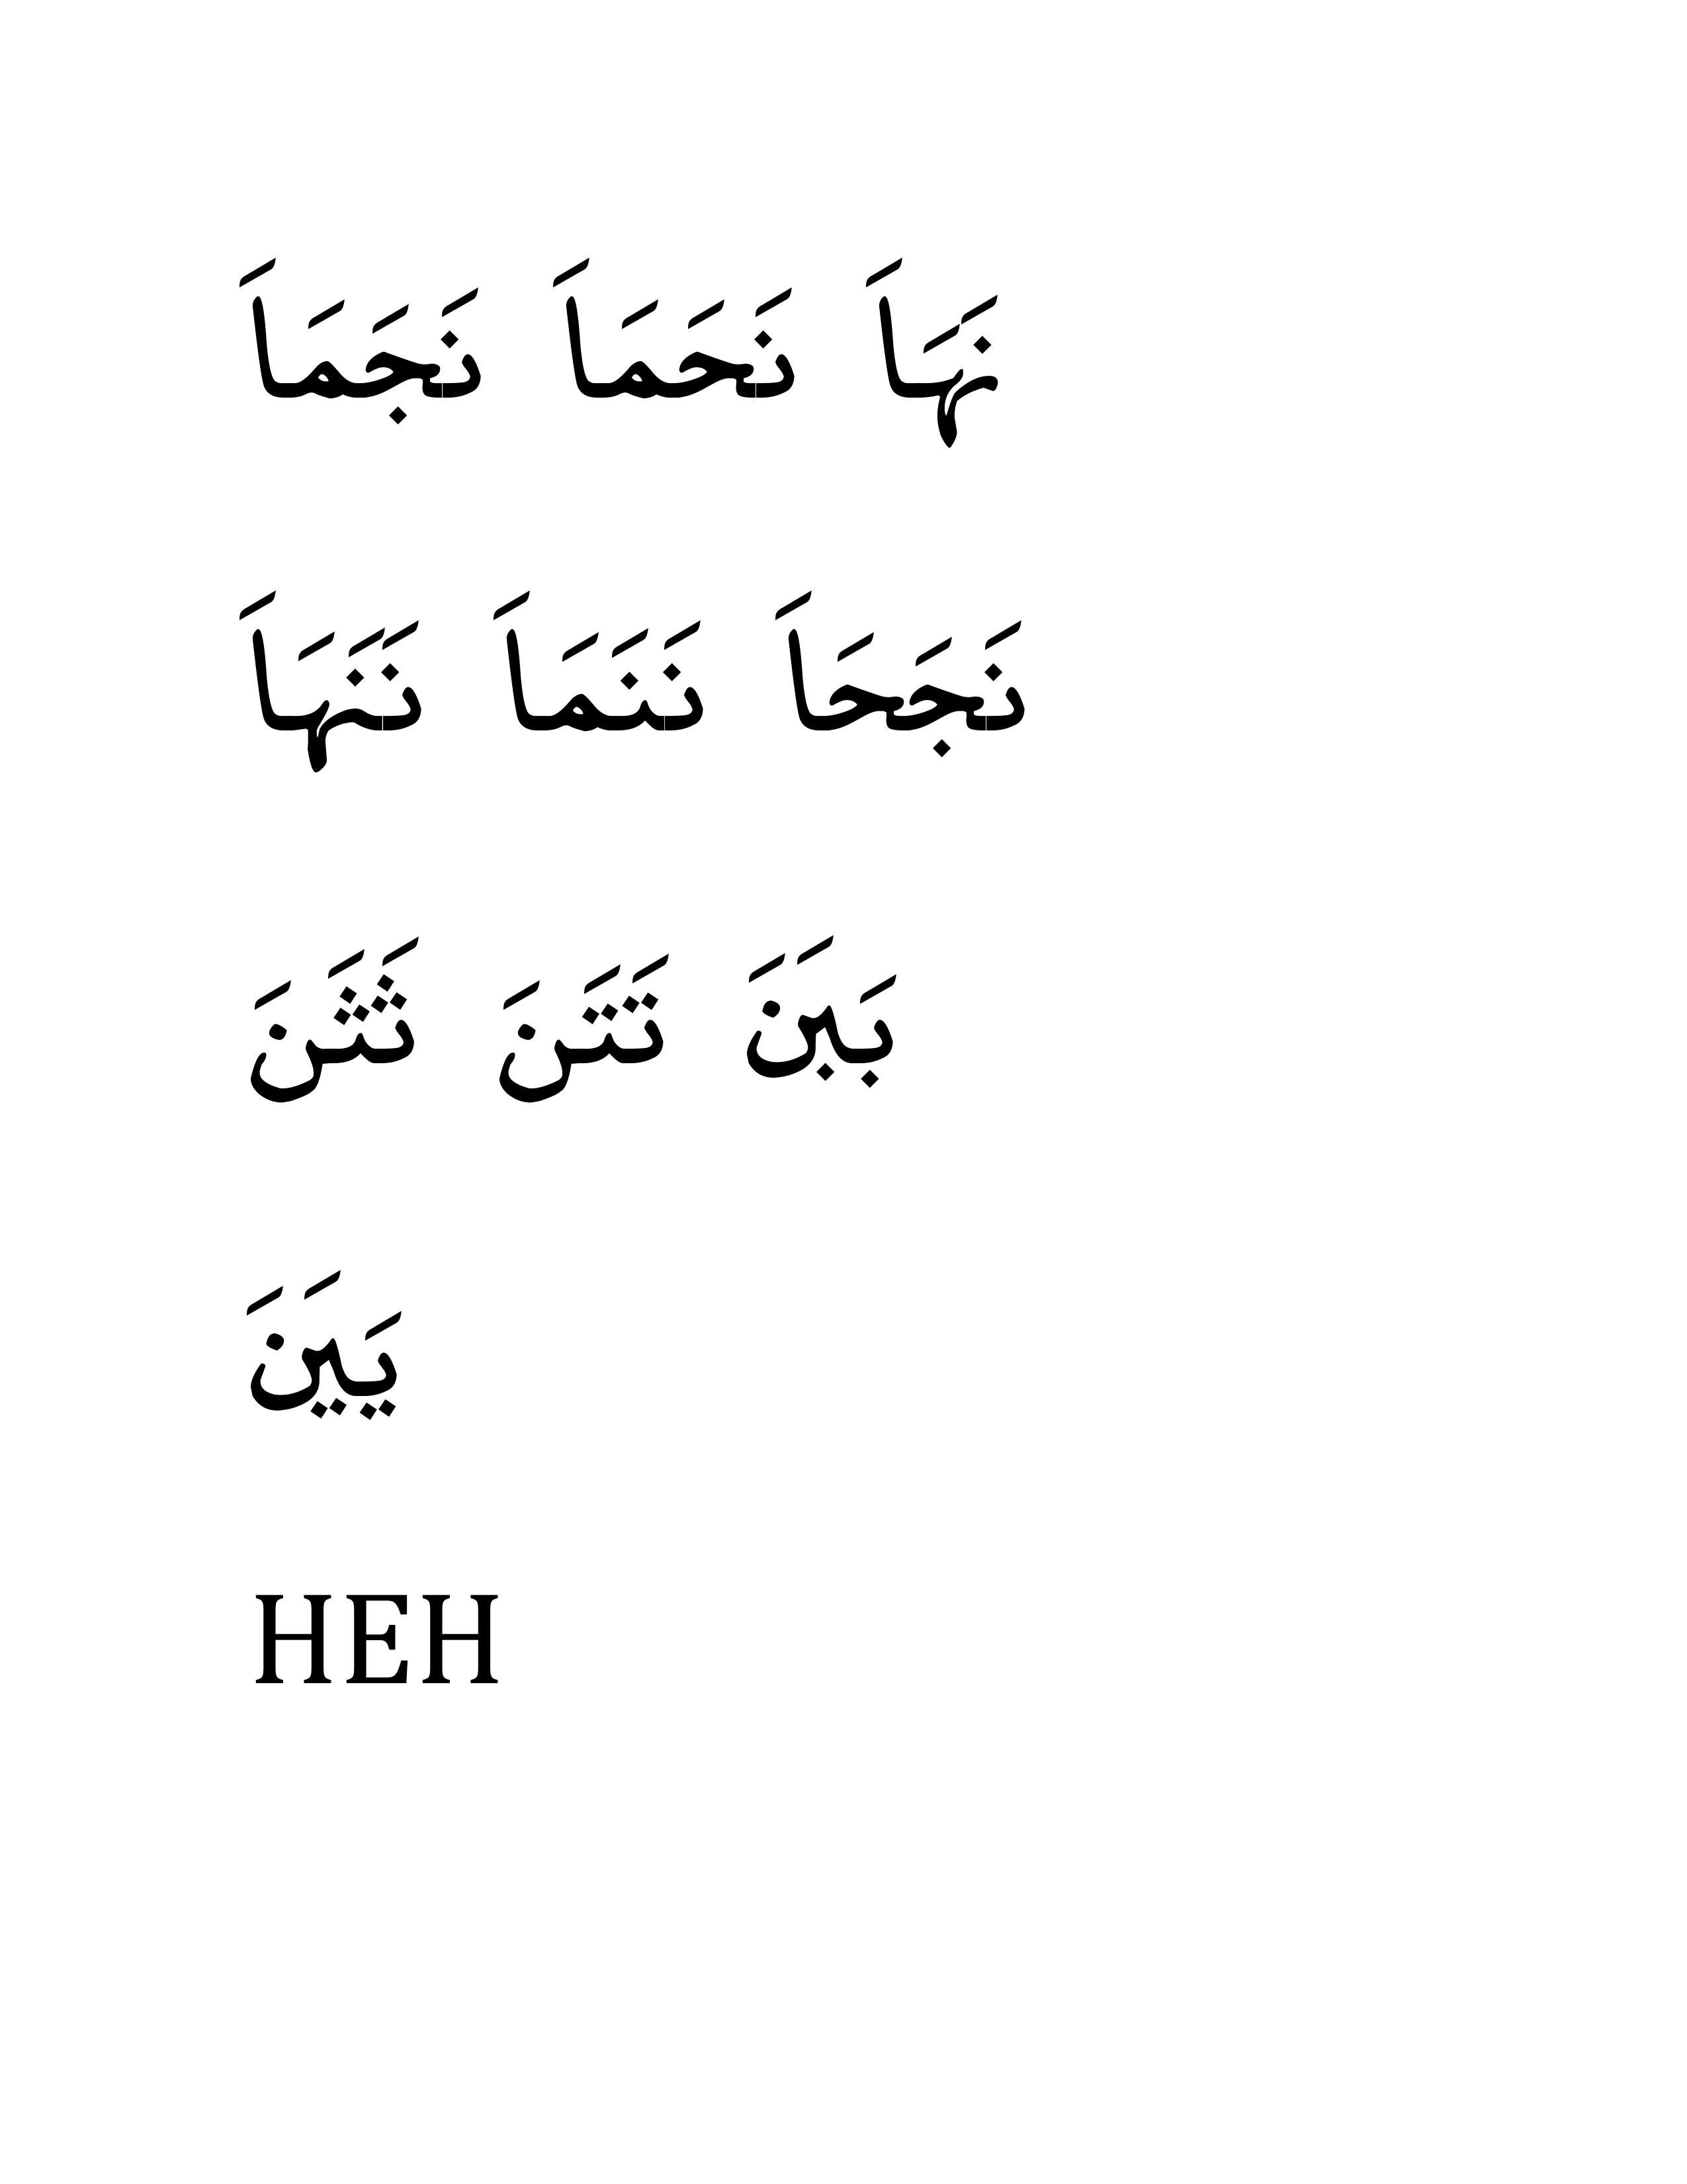 نَهَاَ نَحَمَاَ نَجَمَاَ
نَجَحَاَ نَنَمَاَ نَنَهَاَ
بَبَنَ تَتَنَ ثَثَنَ
يَيَنَ
HEH